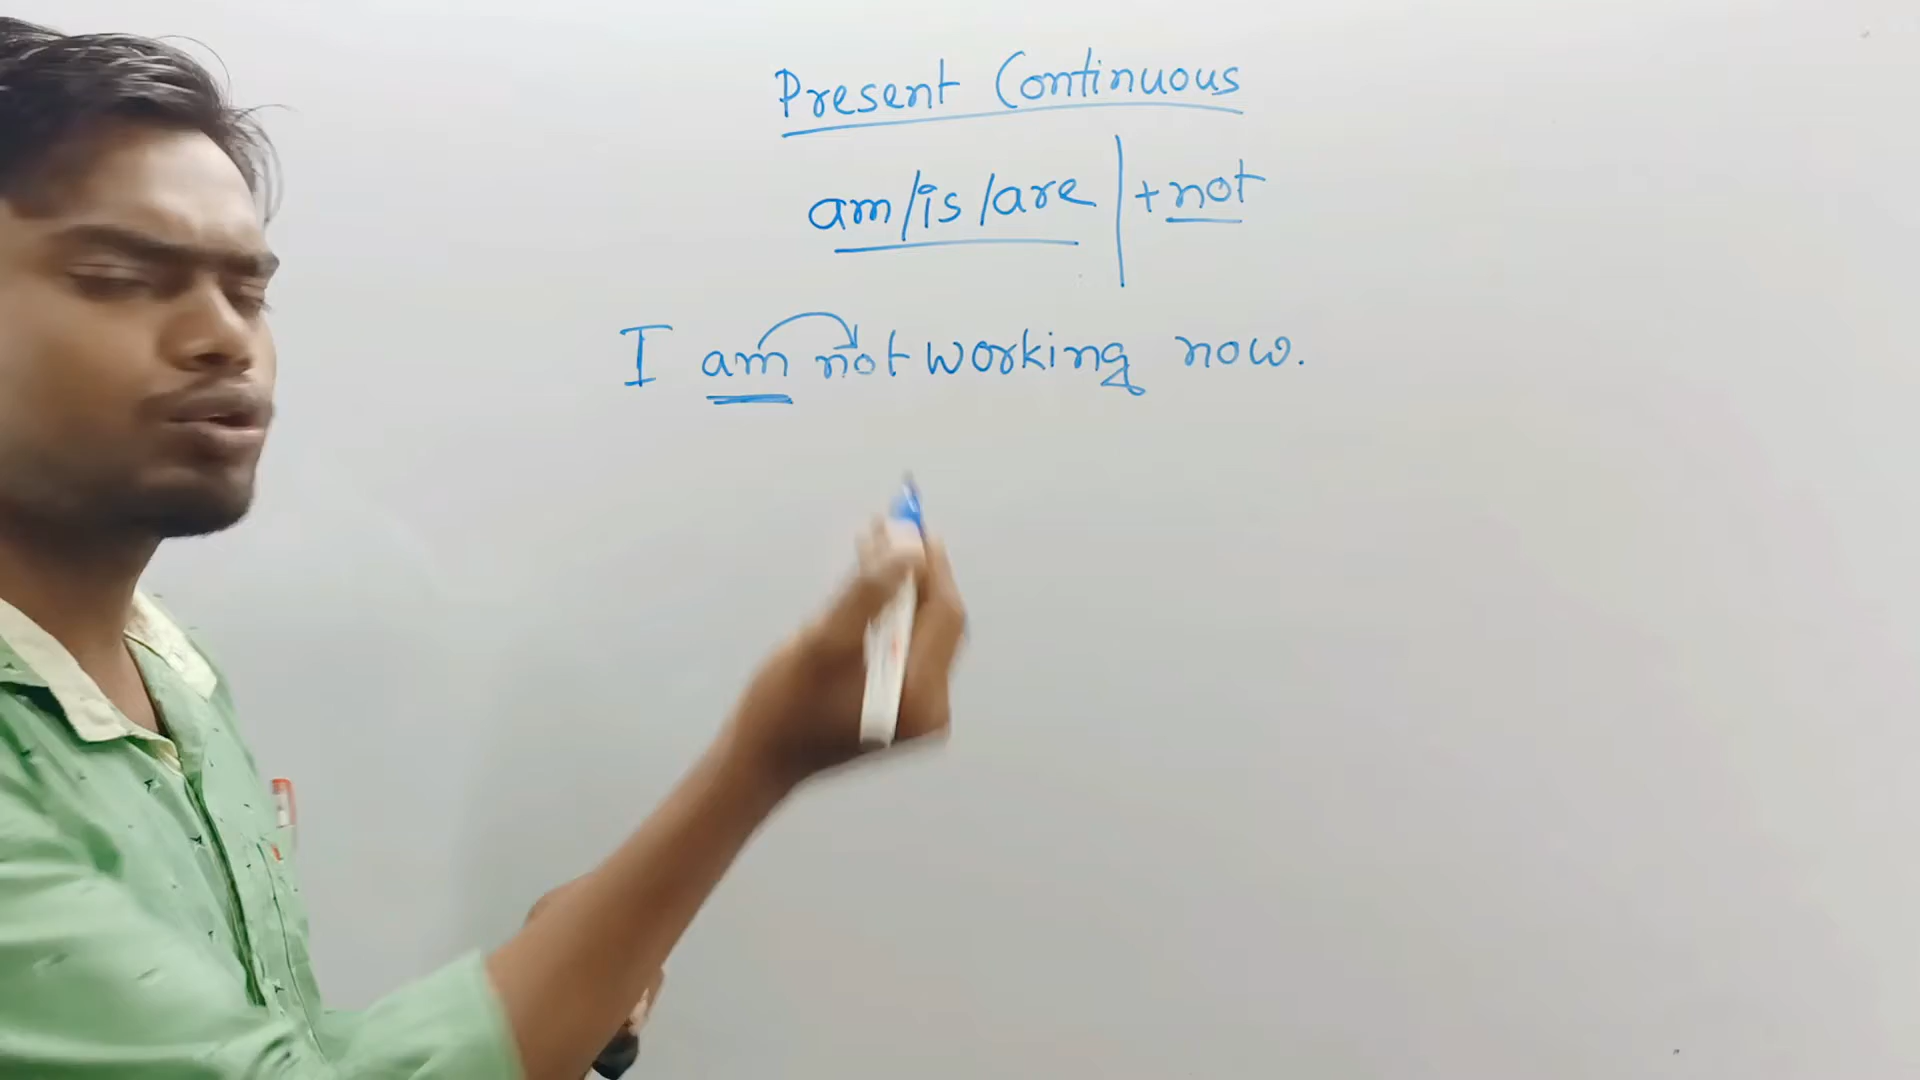 Present Continuous
am/is/are | + not
I am not working now.